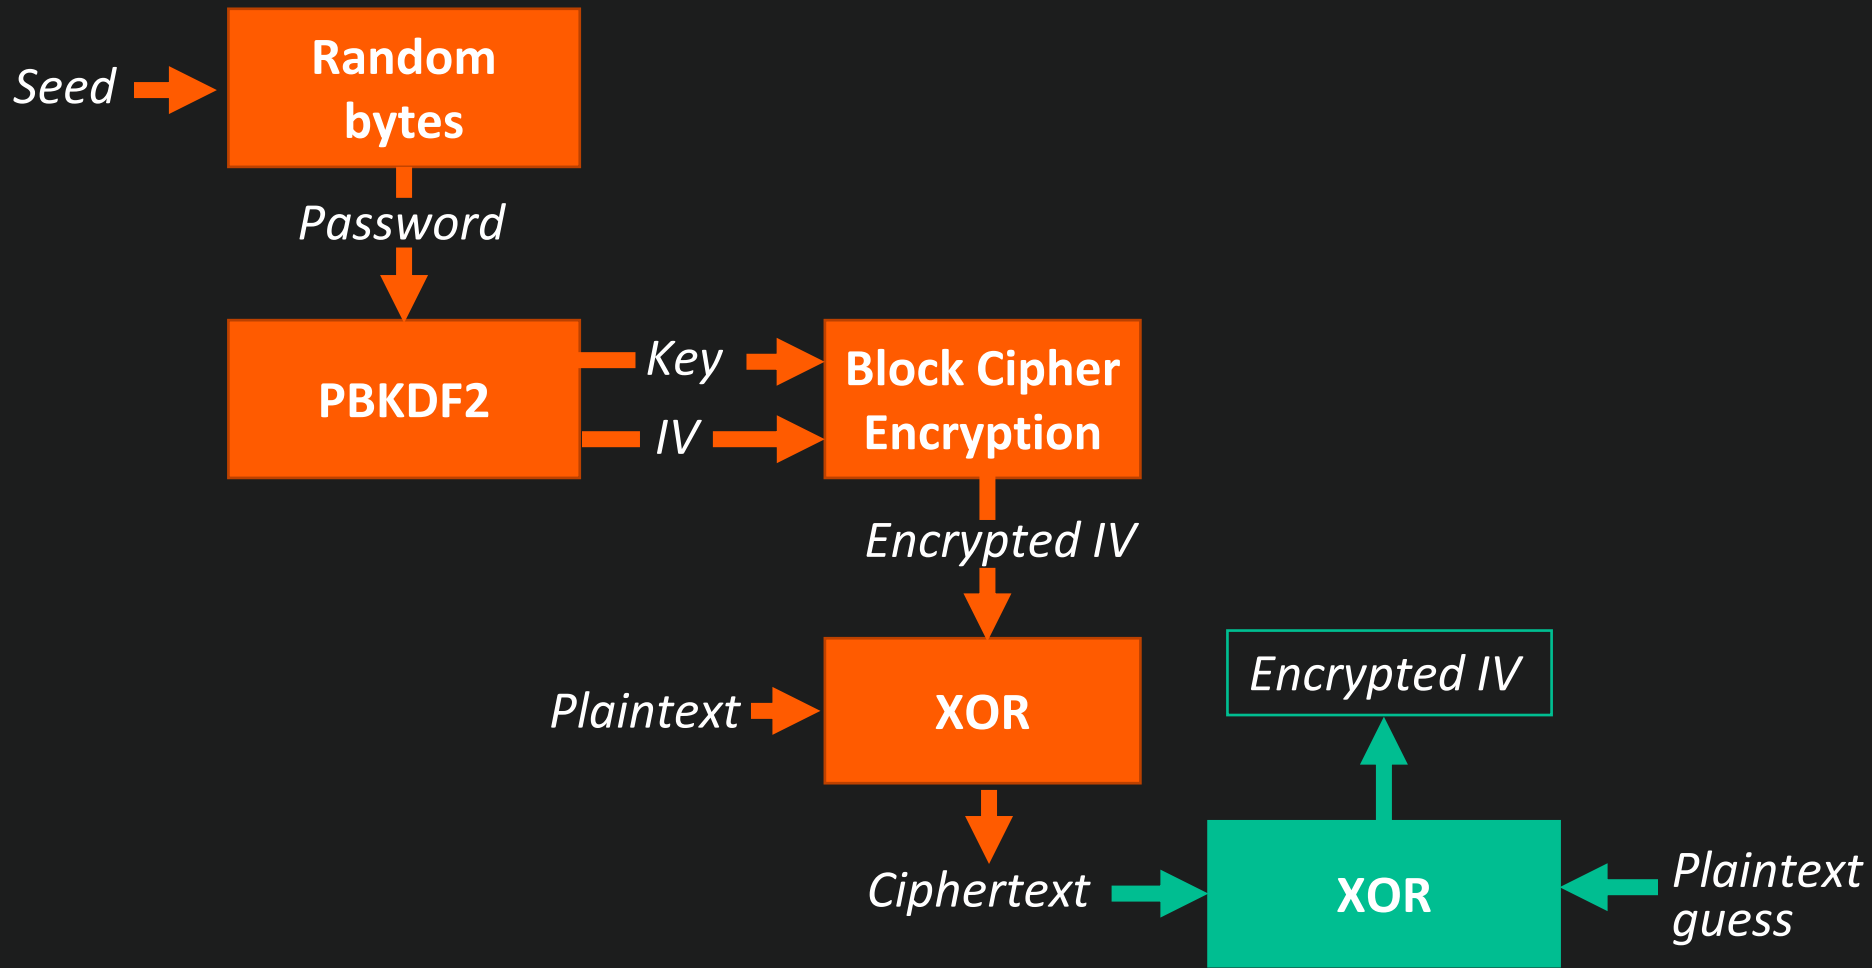 Seed
Random
bytes
Password
PBKDF2
Key
IV
Block Cipher
Encryption
Encrypted IV
Plaintext
XOR
Encrypted IV
Ciphertext
XOR
Plaintext
guess